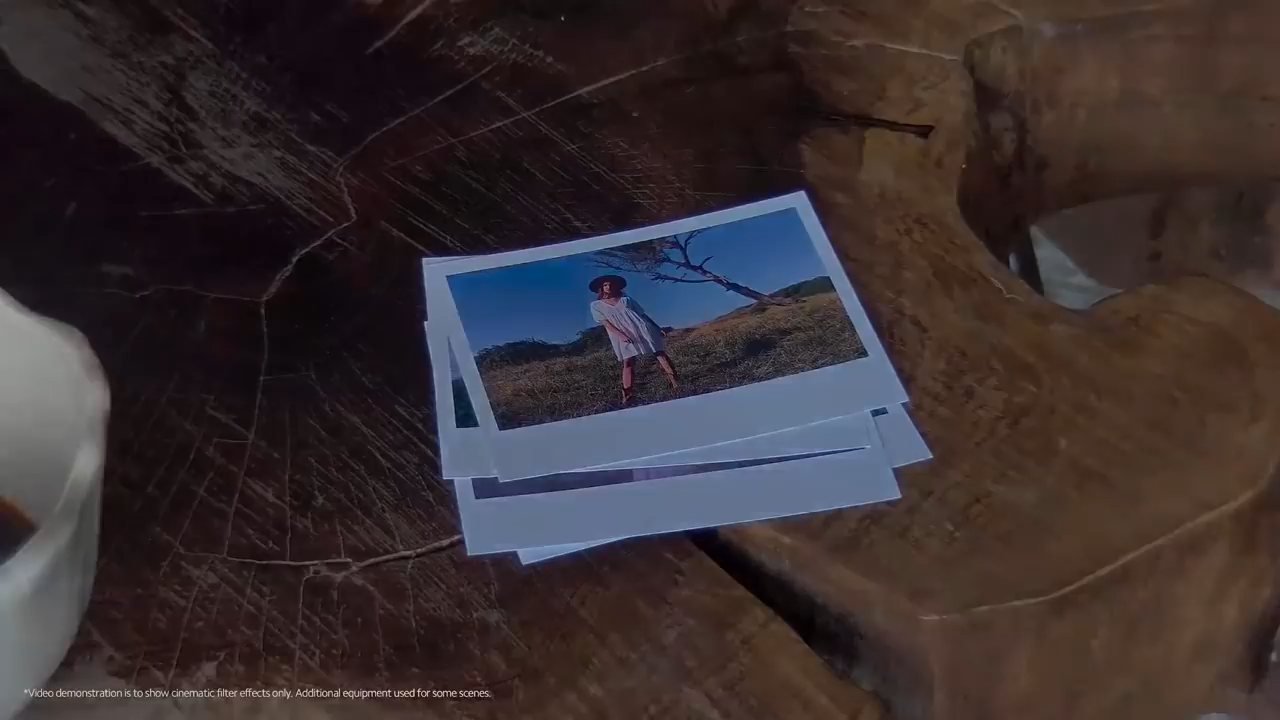 *Video demonstration is to show cinematic filter effects only. Additional equipment used for some scenes.